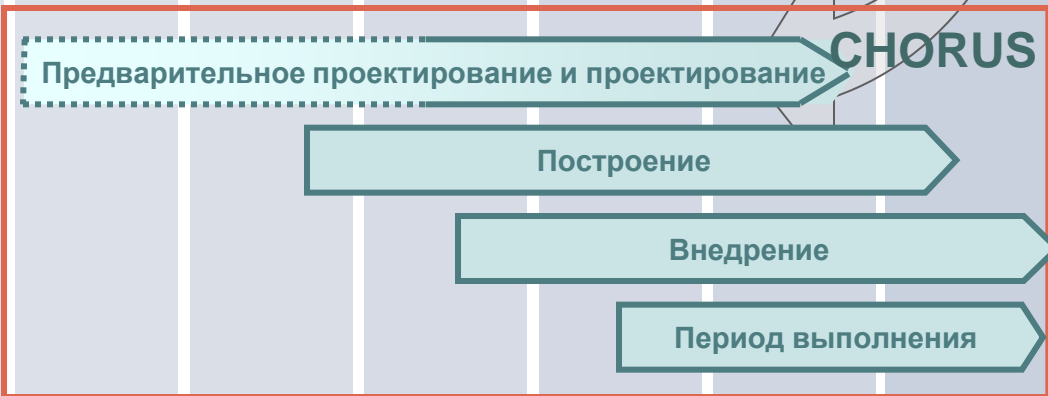 CHORUS
Предварительное проектирование и проектирование
Построение
Внедрение
Период выполнения